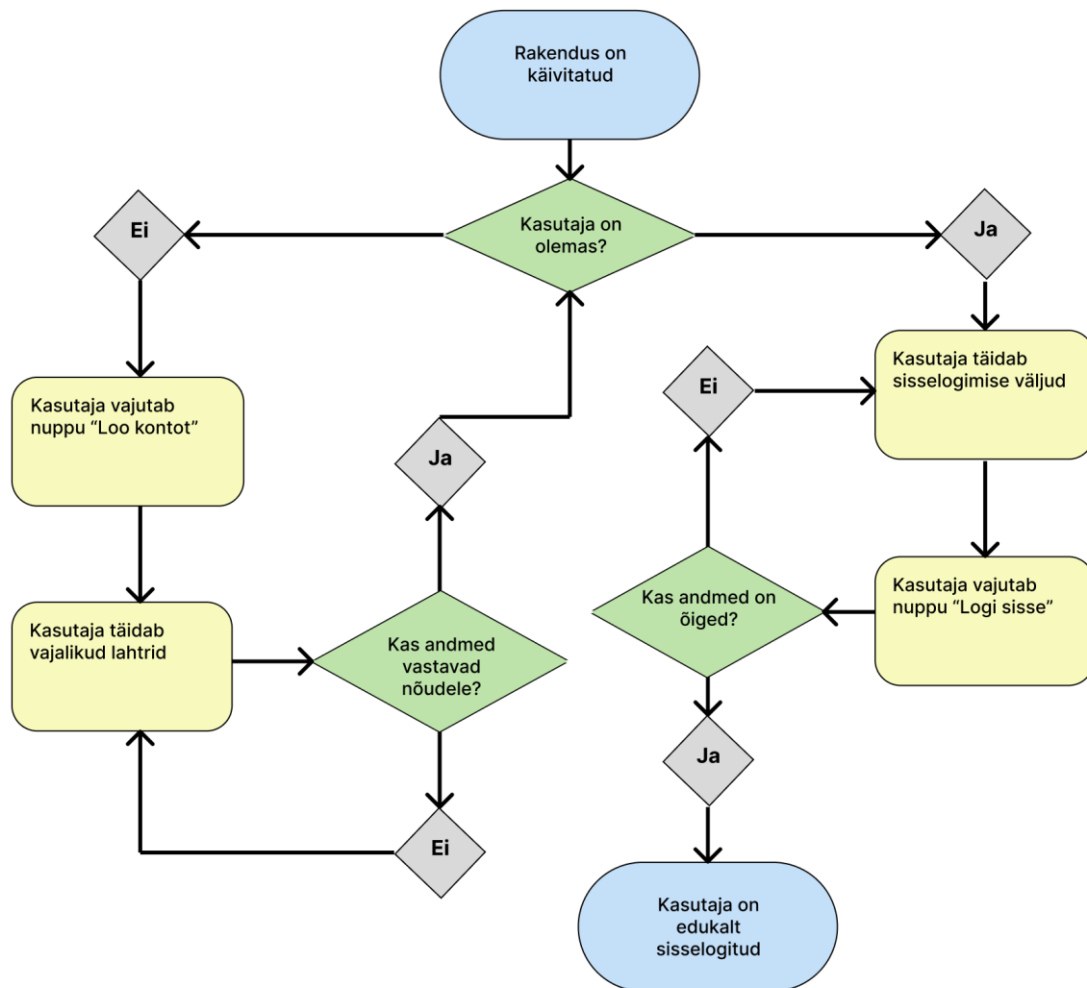 Rakendus on
käivitatud
Ei
Kasutaja on
olemas?
Ja
Kasutaja täidab
sisselogimise väljud
Ei
Kasutaja vajutab
nuppu “Loo kontot”
Ja
Kas andmed on
õiged?
Kasutaja vajutab
nuppu “Logi sisse”
Kasutaja täidab
vajalikud lahtrid
Kas andmed
vastavad
nõudele?
Ja
Ei
Kasutaja on
edukalt
sisselogitud